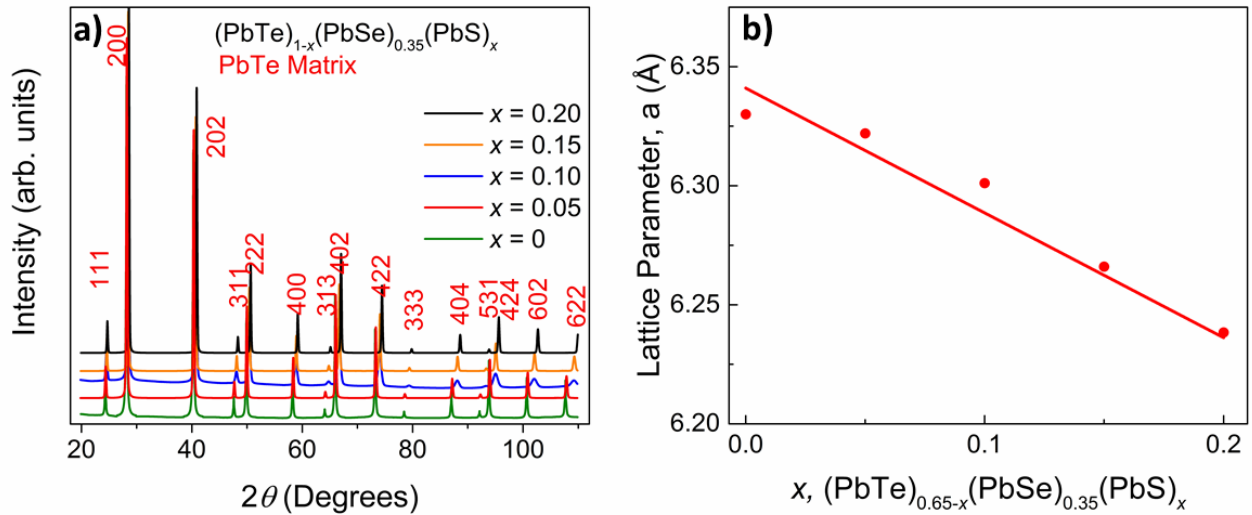 a)
(PbTe)1-x(PbSe)0.35(PbS)x
PbTe Matrix
x = 0.20
x = 0.15
x = 0.10
x = 0.05
x = 0
111
200
202
311
222
400
313
402
422
333
404
531
424
602
622
Intensity (arb. units)
20 40 60 80 100
2θ (Degrees)
b)
6.35
6.30
6.25
6.20
Lattice Parameter, a (Å)
0.0 0.1 0.2
x, (PbTe)0.65-x(PbSe)0.35(PbS)x